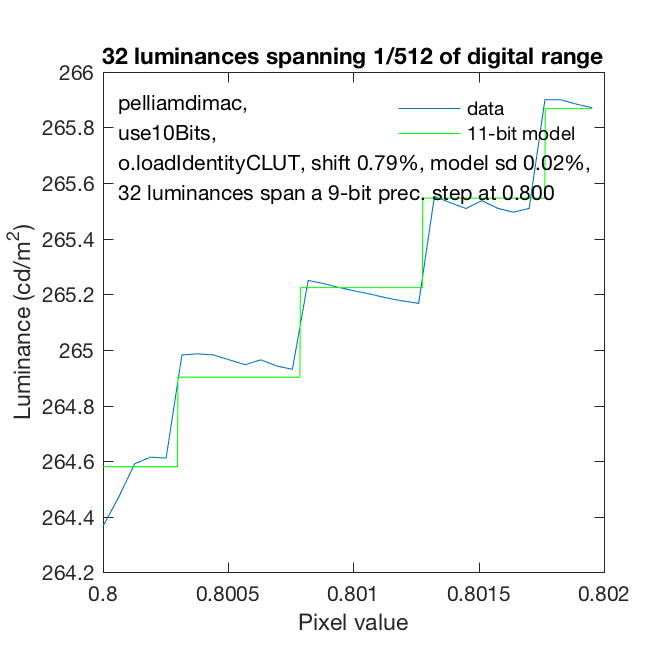 32 luminances spanning 1/512 of digital range
266
265.8
265.6
265.4
265.2
265
264.8
264.6
264.4
264.2
Luminance (cd/m²)
pelliamdimac,
use10Bits,
o.loadIdentityCLUT, shift 0.79%, model sd 0.02%,
32 luminances span a 9-bit prec. step at 0.800
data
11-bit model
0.8
0.8005
0.801
0.8015
0.802
Pixel value